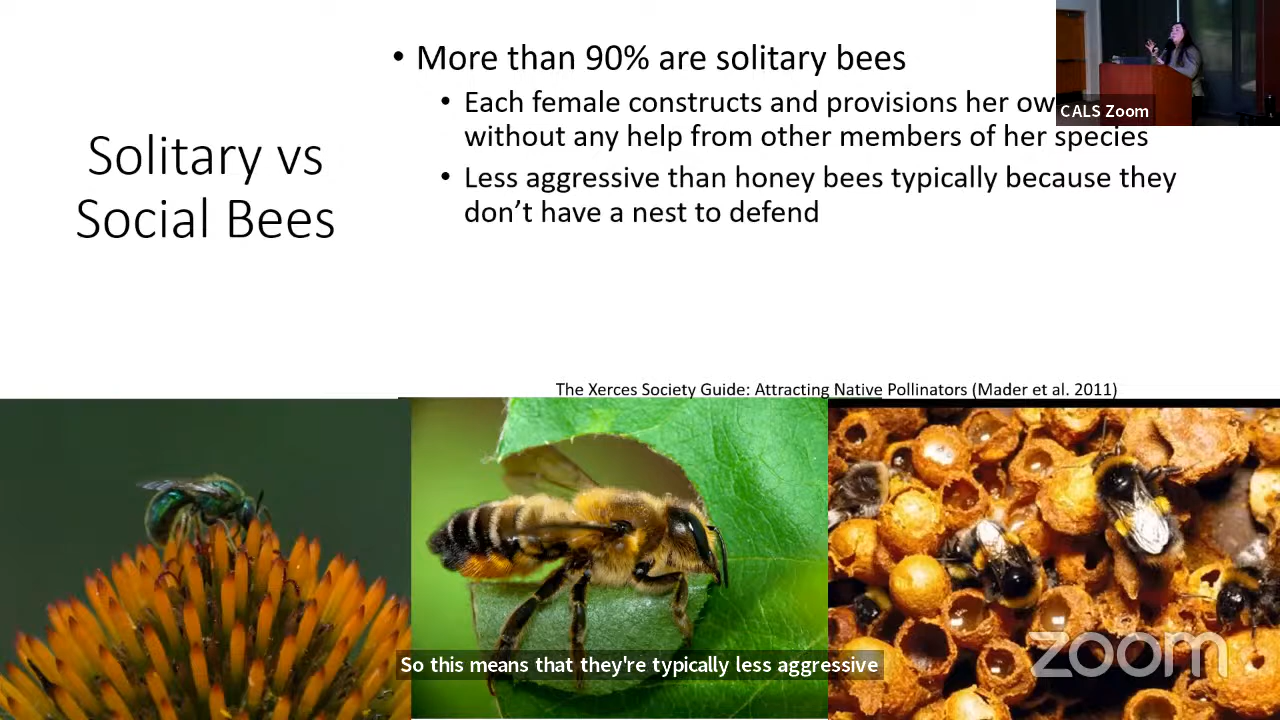 Solitary vs
Social Bees
• More than 90% are solitary bees
• Each female constructs and provisions her
without any help from other members of her species
• Less aggressive than honey bees typically because they
don’t have a nest to defend
CALS Zoom
The Xerces Society Guide: Attracting Native Pollinators (Mader et al. 2011)
So this means that they're typically less aggressive
zoom